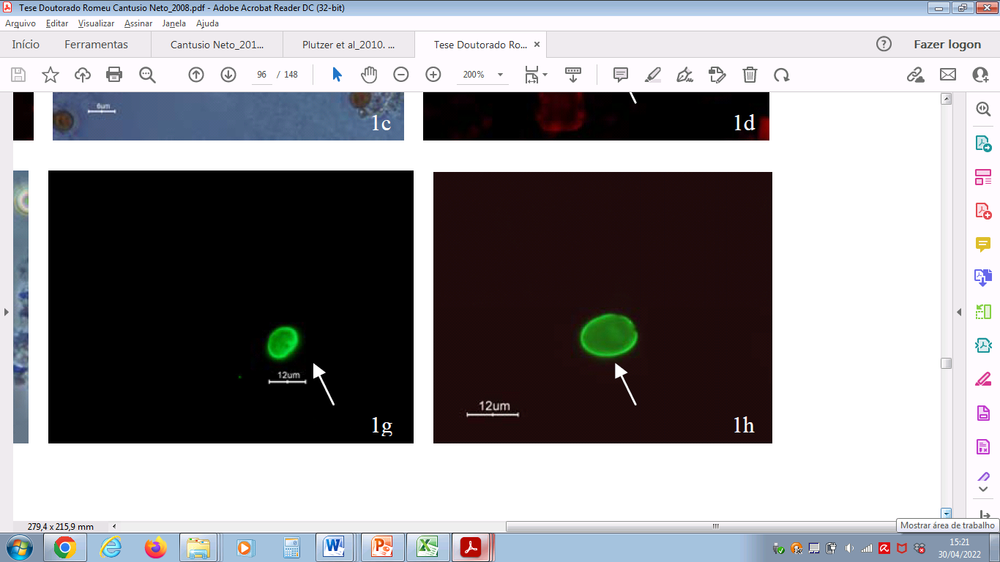 Tese Doutorado Romeu Cantusio Neto_2008.pdf - Adobe Acrobat Reader DC (32-bit)
Arquivo Editar Visualizar Assinar Janela Ajuda
Início Ferramentas Cantusio Neto_201... Plutzer et al_2010. ... Tese Doutorado Ro... Fazer logon
96 / 148 200%
6um
1c
1d
12um
1g
12um
1h
279,4 x 215,9 mm
Mostrar área de trabalho
15:21
30/04/2022